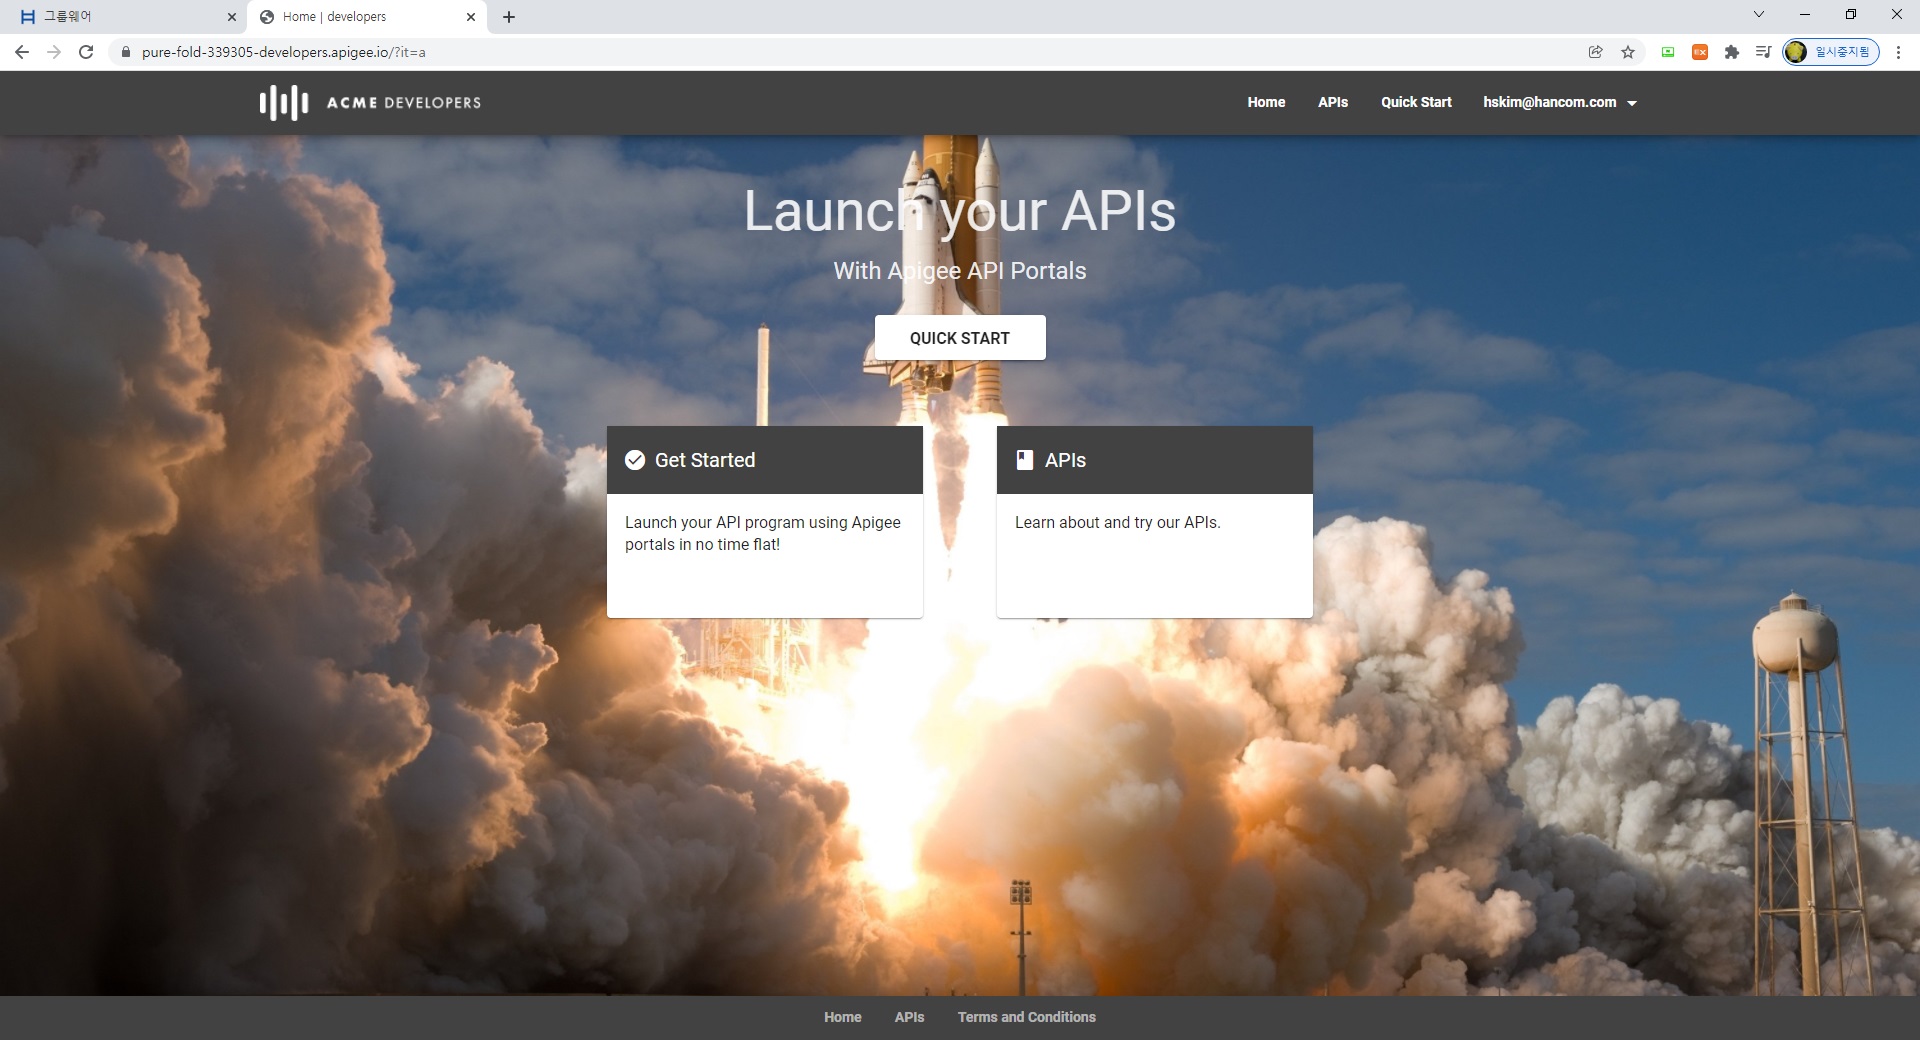 그룹웨어
Home | developers
pure-fold-339305-developers.apigee.io/?it=a
EX
일시중지됨
ACME DEVELOPERS
Home APIs Quick Start hskim@hancom.com
Launch your APIs
With Apigee API Portals
QUICK START
Get Started
Launch your API program using Apigee
portals in no time flat!
APIs
Learn about and try our APIs.
Home APIs Terms and Conditions